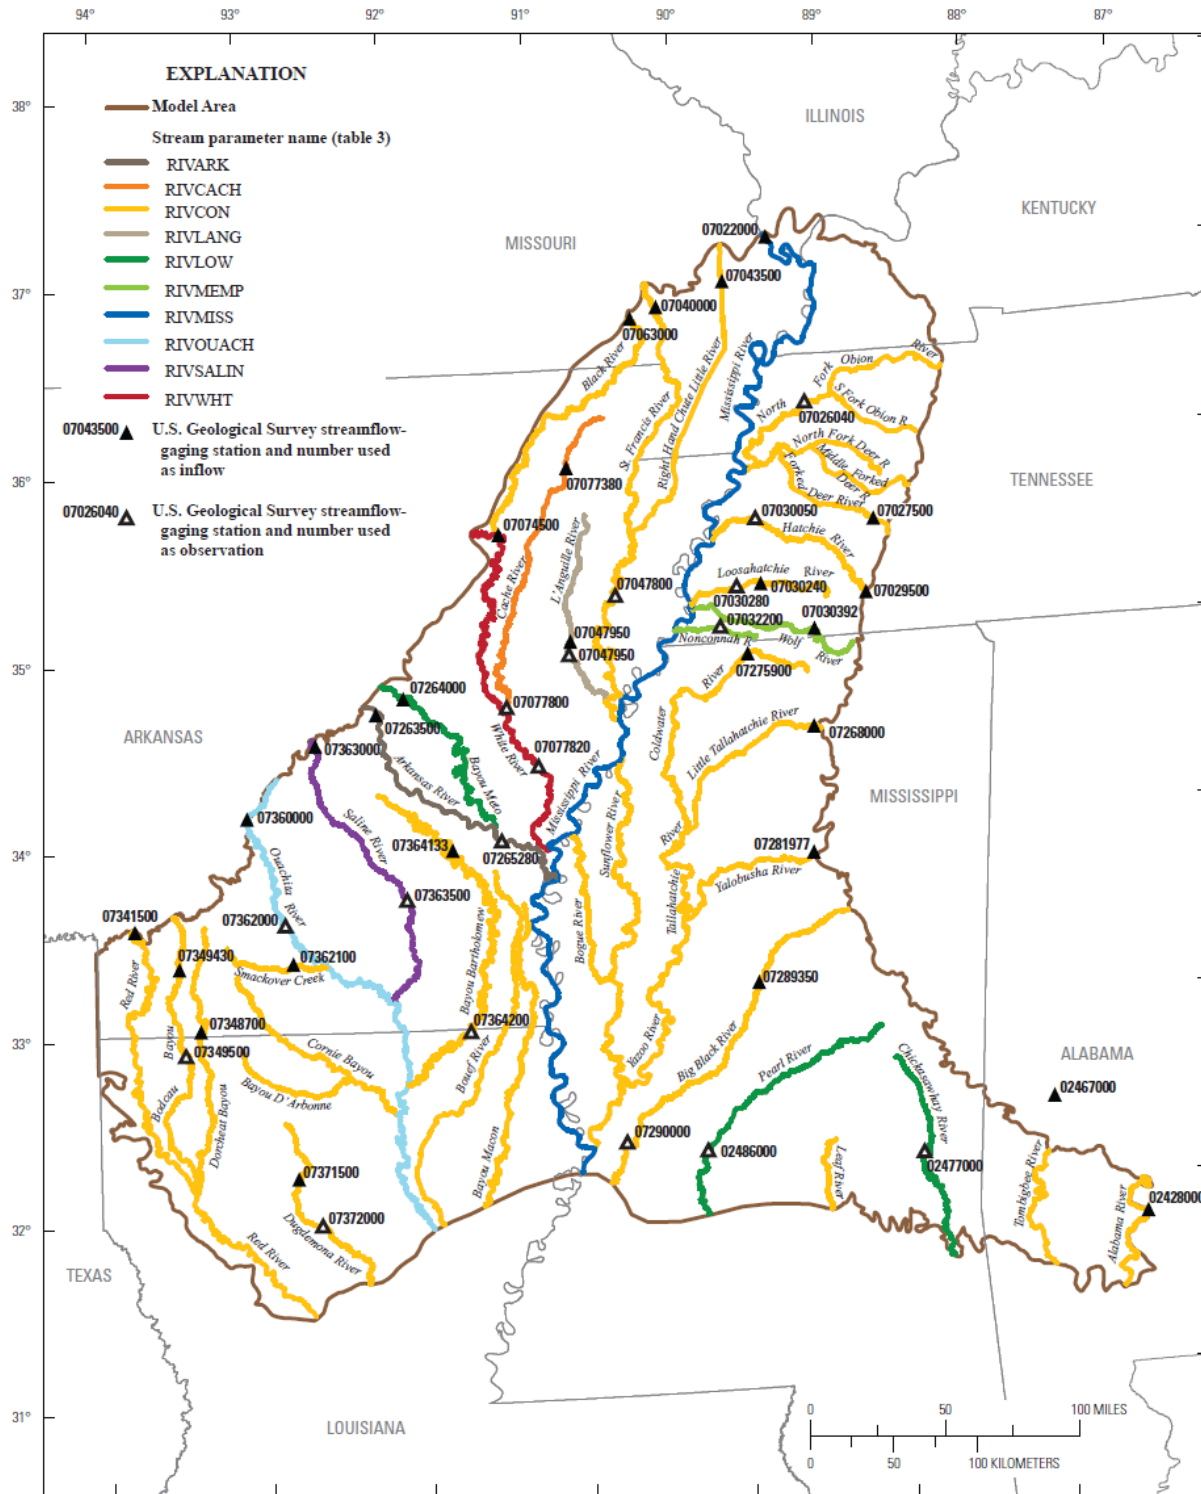 94° 93° 92° 91° 90° 89° 88° 87°
38°
37°
36°
35°
34°
33°
32°
31°
EXPLANATION
Model Area
Stream parameter name (table 3)
RIVARK
RIVCACH
RIVCON
RIVLANG
RIVLOW
RIVMEMP
RIVMISS
RIVOUACH
RIVSALIN
RIVWHT
07043500
U.S. Geological Survey streamflow-
gaging station and number used
as inflow
07026040
U.S. Geological Survey streamflow-
gaging station and number used
as observation
ILLINOIS
KENTUCKY
MISSOURI
TENNESSEE
ARKANSAS
MISSISSIPPI
ALABAMA
TEXAS
LOUISIANA
07022000
07043500
07040000
07063000
Black River
St. Francis River
Right Hand Chute Little River
Mississippi River
North
Fork
Obion
River
S Fork Obion R
07026040
North Fork Deer R
Middle Forked
Deer R
Forked
Deer River
07077380
07074500
07030050
07027500
Hatchie River
Cache River
L'Anguille River
07047800
Loosahatchie River
07030240
07030280
07029500
07030392
07032200
Nonconnah R
Wolf
River
07047950
07047950
07275900
07264000
07263500
07077800
07363000
07077820
White River
Coldwater
River
Little Tallahatchie River
07268000
Arkansas River
Bayou Meto
Mississippi River
07360000
Saline River
07364133
07265280
Sunflower River
River
07281977
Yalobusha River
Tallahatchie
Ouachita
River
07363500
07341500
07362000
07349430
07362100
Smackover Creek
Bayou Bartholomew
Bogue River
07289350
Red River
07348700
07349500
Bayou
Bodcau
Dorcheat Bayou
Cornie Bayou
Bayou D'Arbonne
07364200
Bouef River
Bayou Macon
Yazoo River
Big Black River
Pearl River
Chickasawhay River
02467000
07290000
02486000
02477000
Leaf River
Tombigbee River
Alabama River
02428000
07371500
07372000
Dugdemona River
Red River
0 50 100 MILES
0 50 100 KILOMETERS